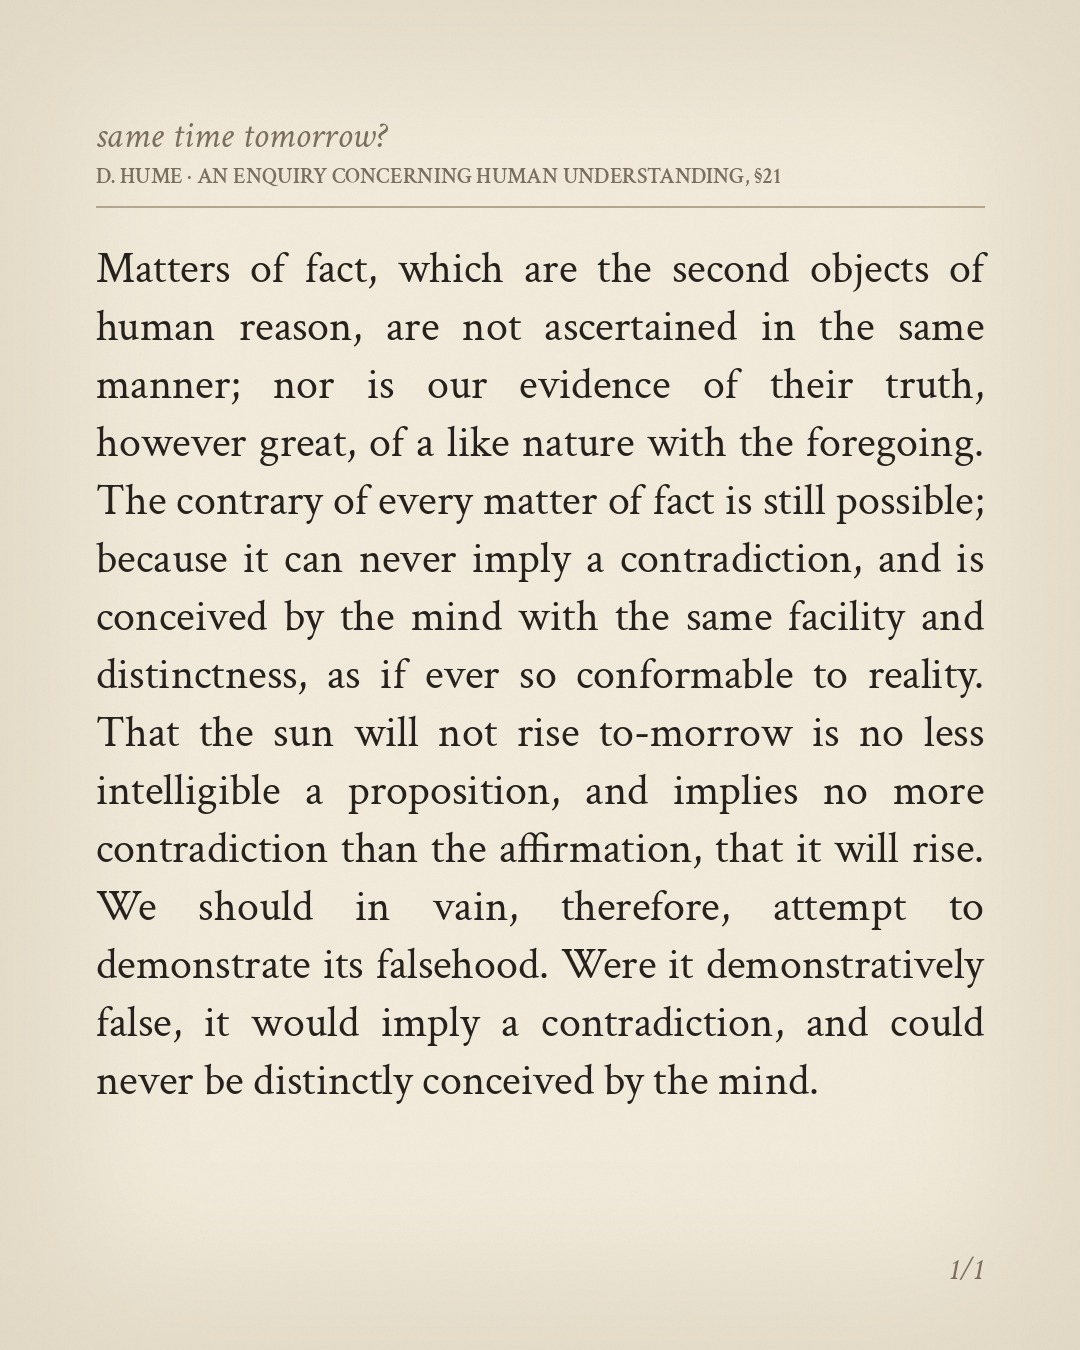 same time tomorrow?
D. HUME · AN ENQUIRY CONCERNING HUMAN UNDERSTANDING, §21
Matters of fact, which are the second objects of
human reason, are not ascertained in the same
manner; nor is our evidence of their truth,
however great, of a like nature with the foregoing.
The contrary of every matter of fact is still possible;
because it can never imply a contradiction, and is
conceived by the mind with the same facility and
distinctness, as if ever so conformable to reality.
That the sun will not rise to-morrow is no less
intelligible a proposition, and implies no more
contradiction than the affirmation, that it will rise.
We should in vain, therefore, attempt to
demonstrate its falsehood. Were it demonstratively
false, it would imply a contradiction, and could
never be distinctly conceived by the mind.
1/1